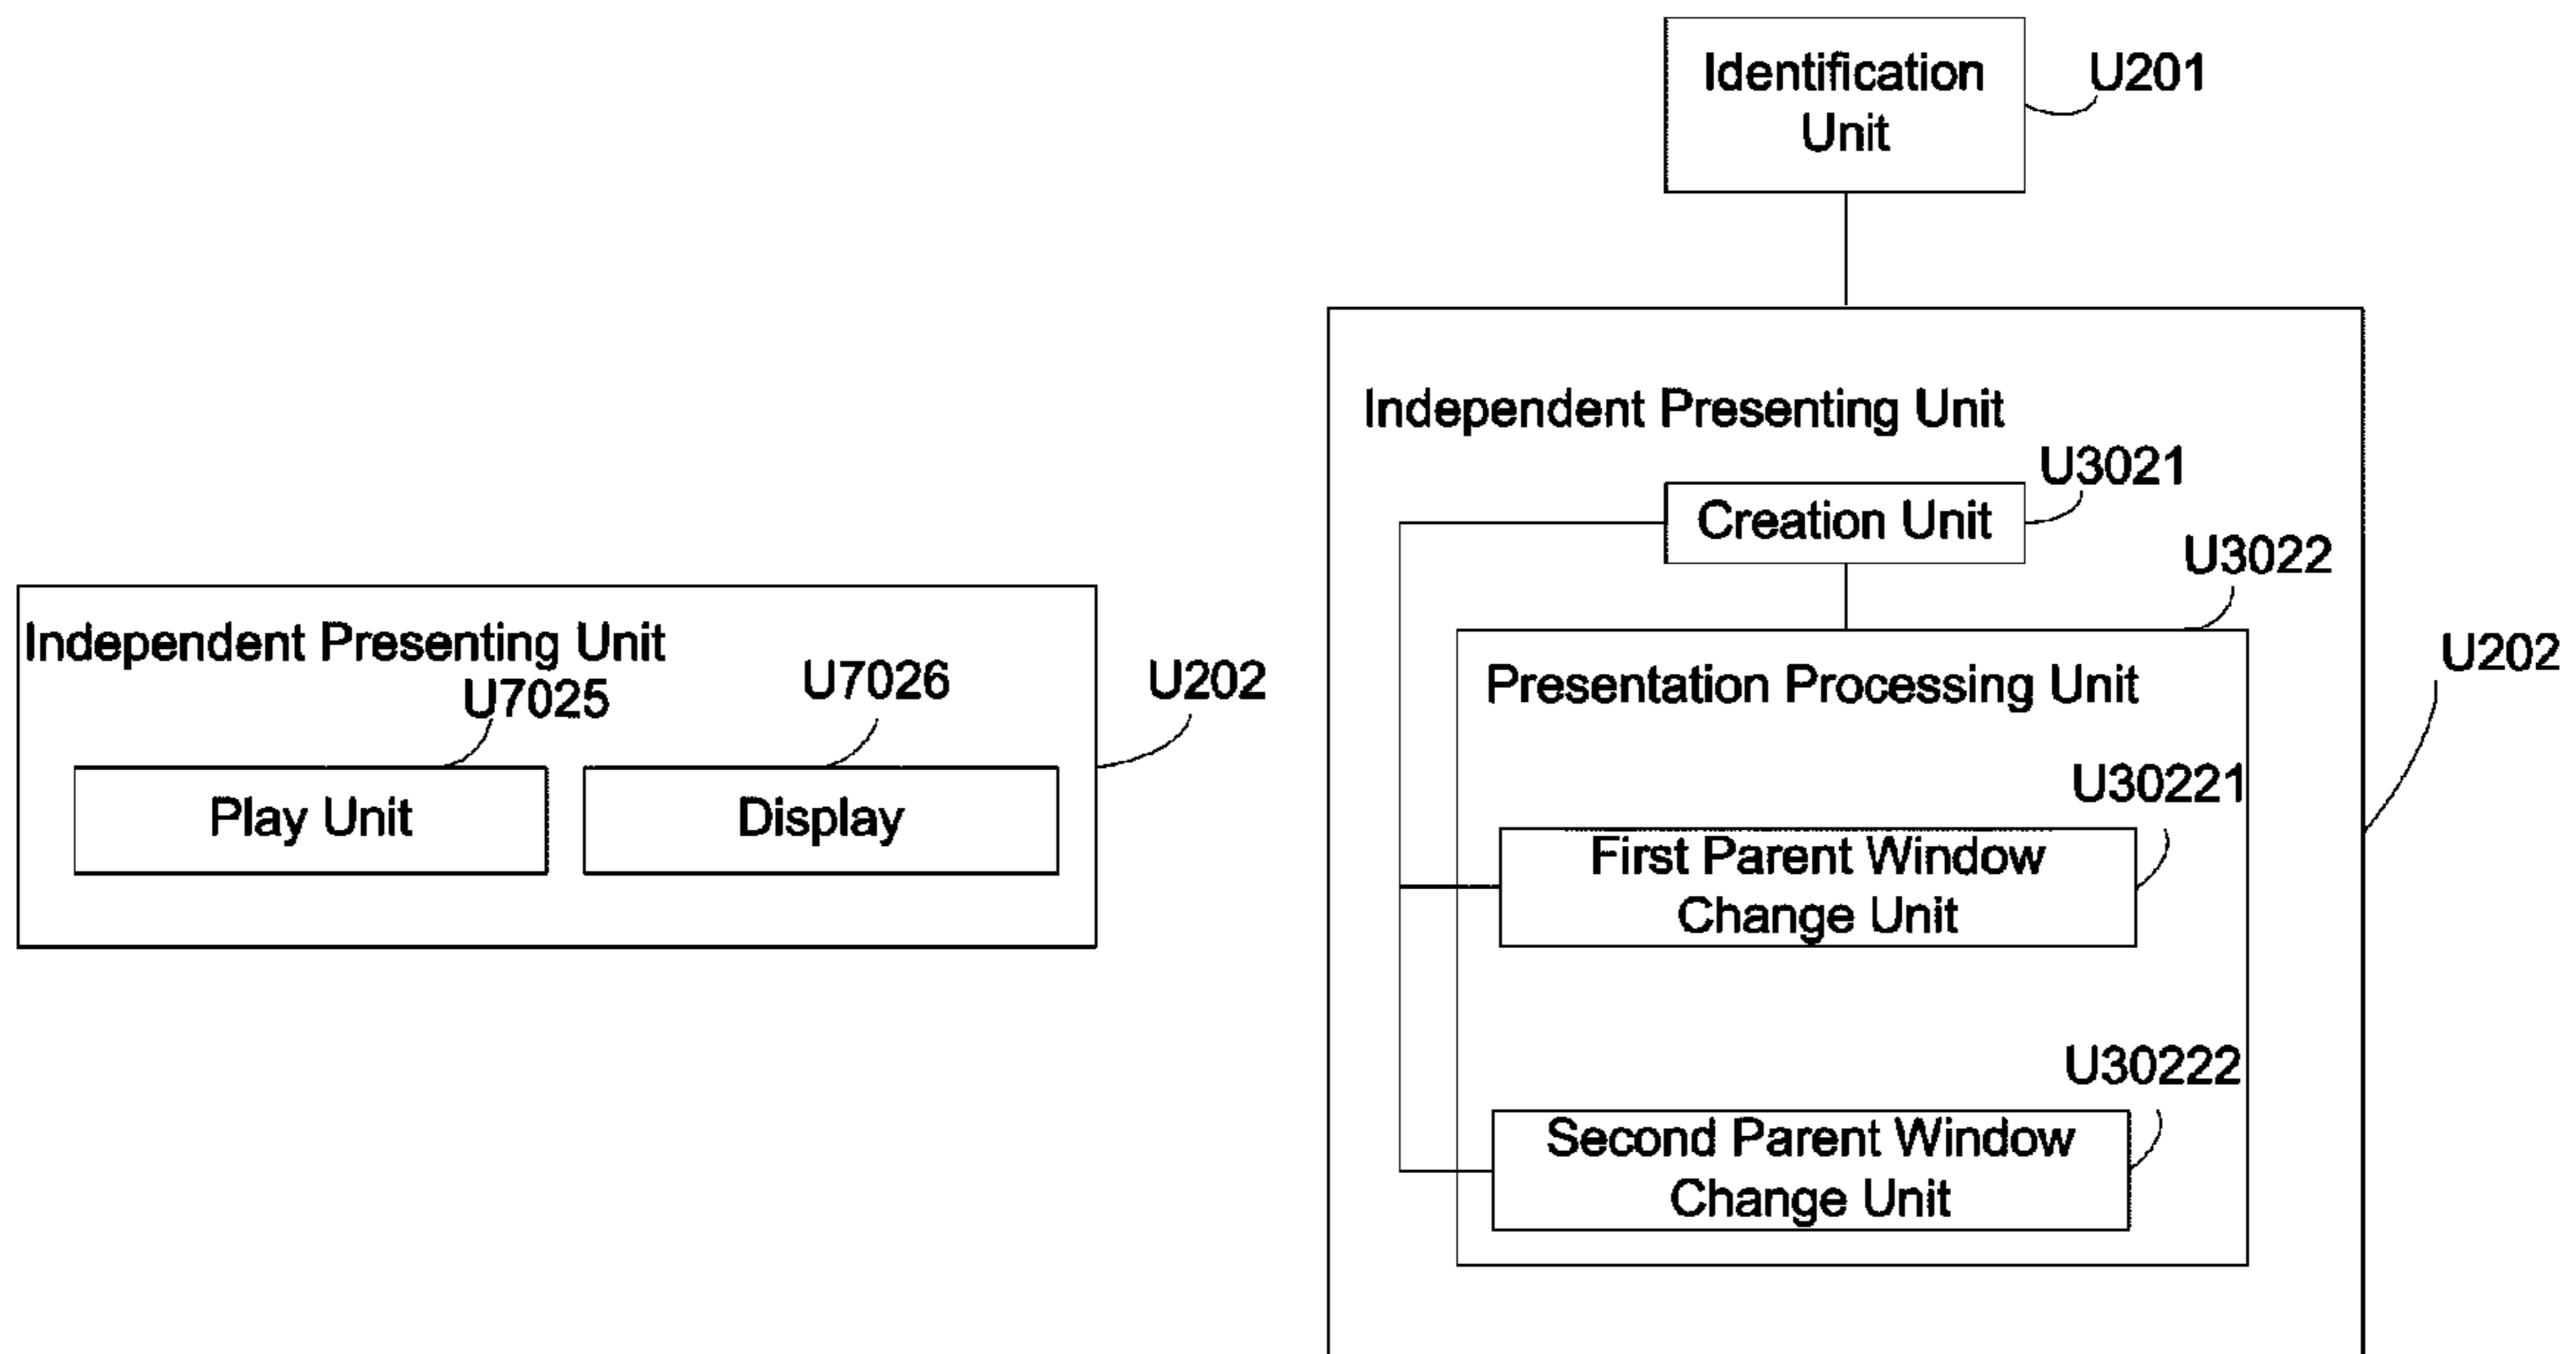 Independent Presenting Unit
U7025
U7026
U202
Play Unit
Display
Identification
Unit
U201
Independent Presenting Unit
U3021
Creation Unit
U3022
Presentation Processing Unit
U202
U30221
First Parent Window
Change Unit
U30222
Second Parent Window
Change Unit